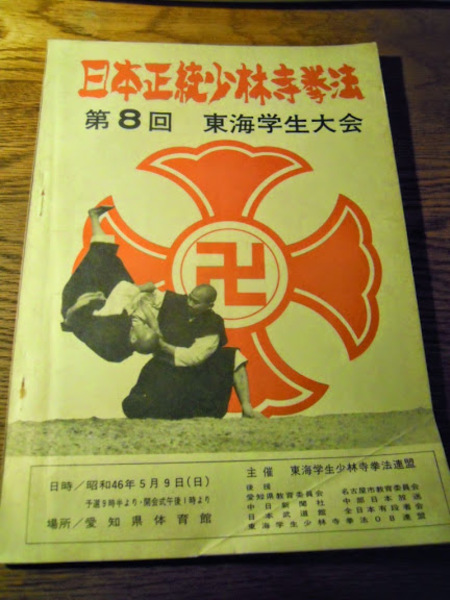 日本正統少林寺拳法
第8回 東海学生大会
日時/昭和46年5月9日(日)
予選9時半より・開会式午後1時より
場所/愛知県体育館
主催 東海学生少林寺拳法連盟
後援
愛知県教育委員会 名古屋市教育委員会
中日新聞社 中部日本放送
日本武道館 全日本有段者会
東海学生少林寺拳法OB連盟